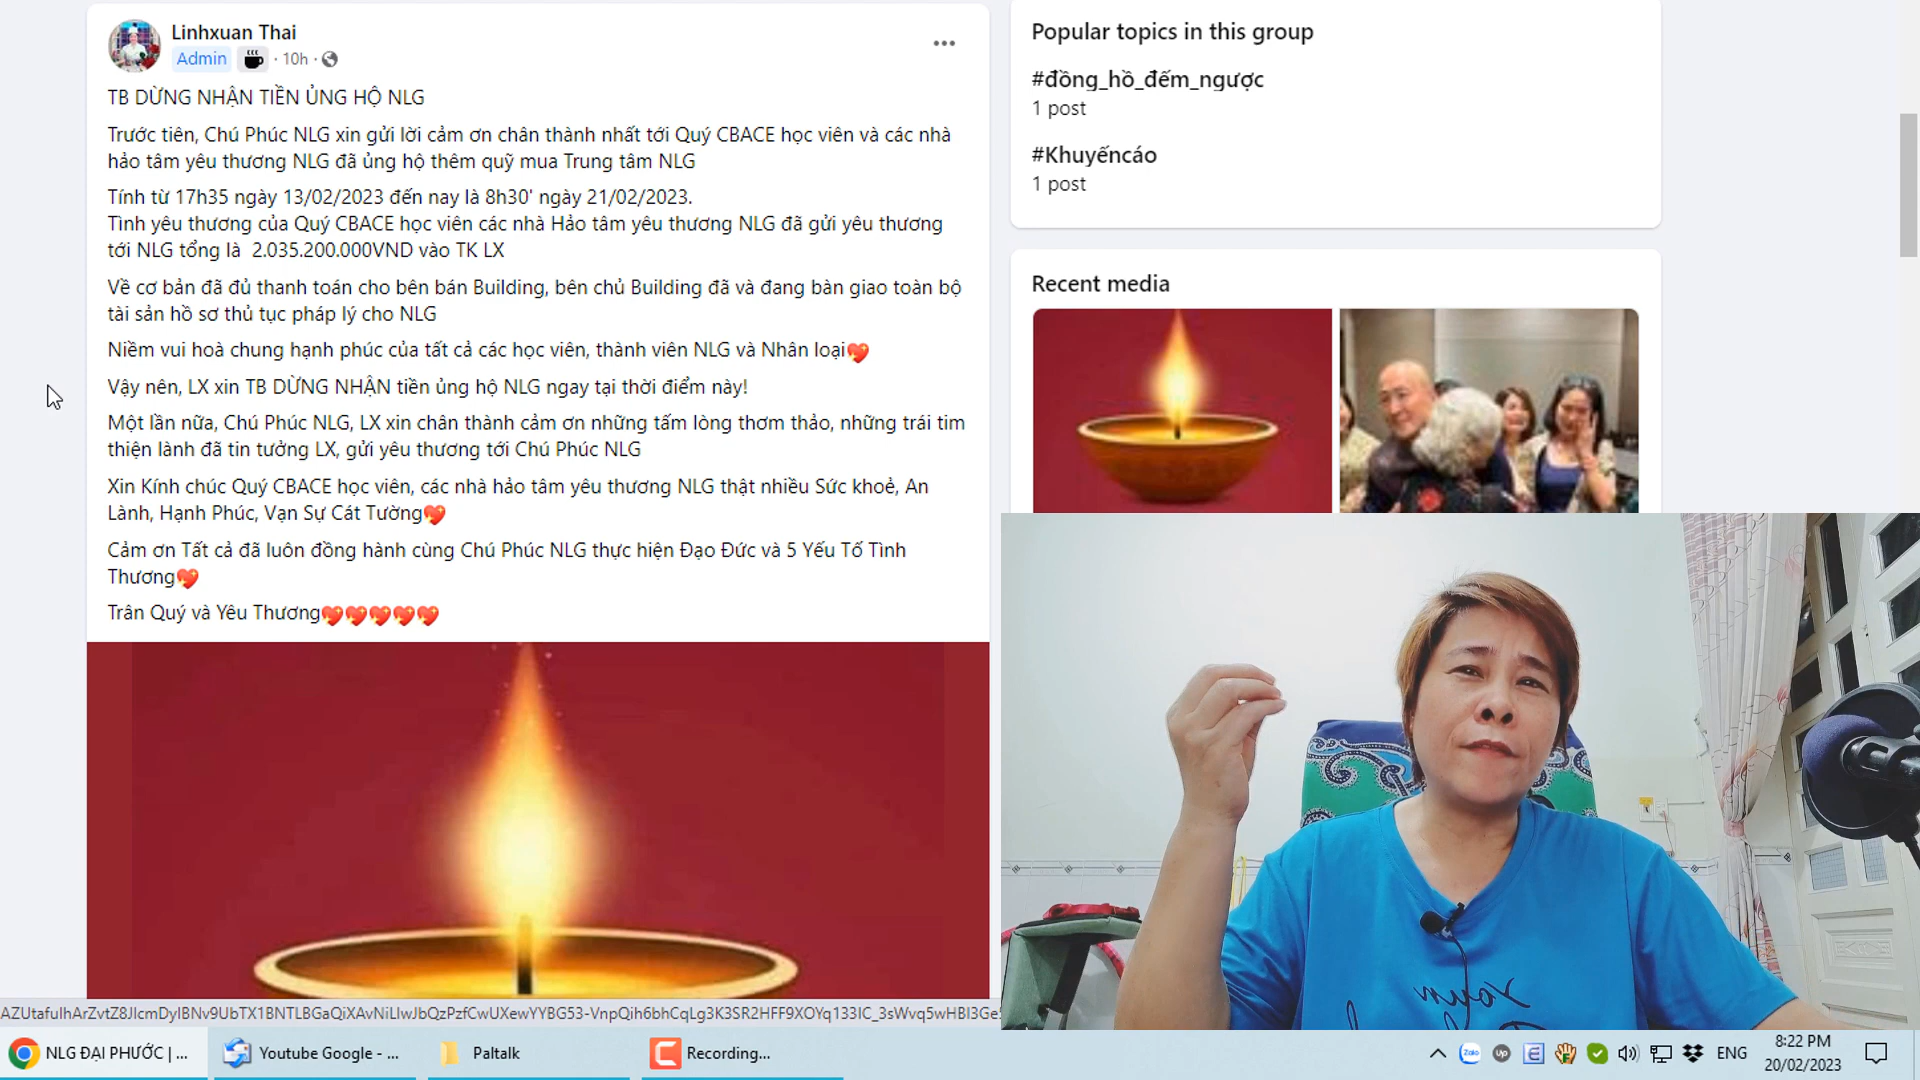 Linhxuan Thai
Admin · 10h ·
TB DỪNG NHẬN TIỀN ỦNG HỘ NLG
Trước tiên, Chú Phúc NLG xin gửi lời cảm ơn chân thành nhất tới Quý CBACE học viên và các nhà
hảo tâm yêu thương NLG đã ủng hộ thêm quỹ mua Trung tâm NLG
Tính từ 17h35 ngày 13/02/2023 đến nay là 8h30' ngày 21/02/2023.
Tình yêu thương của Quý CBACE học viên các nhà Hảo tâm yêu thương NLG đã gửi yêu thương
tới NLG tổng là 2.035.200.000VND vào TK LX
Về cơ bản đã đủ thanh toán cho bên bán Building, bên chủ Building đã và đang bàn giao toàn bộ
tài sản hồ sơ thủ tục pháp lý cho NLG
Niềm vui hoà chung hạnh phúc của tất cả các học viên, thành viên NLG và Nhân loại💖
Vậy nên, LX xin TB DỪNG NHẬN tiền ủng hộ NLG ngay tại thời điểm này!
Một lần nữa, Chú Phúc NLG, LX xin chân thành cảm ơn những tấm lòng thơm thảo, những trái tim
thiện lành đã tin tưởng LX, gửi yêu thương tới Chú Phúc NLG
Xin Kính chúc Quý CBACE học viên, các nhà hảo tâm yêu thương NLG thật nhiều Sức khoẻ, An
Lành, Hạnh Phúc, Vạn Sự Cát Tường💖
Cảm ơn Tất cả đã luôn đồng hành cùng Chú Phúc NLG thực hiện Đạo Đức và 5 Yếu Tố Tình
Thương💖
Trân Quý và Yêu Thương💖💖💖💖💖
Popular topics in this group
#đồng_hồ_đếm_ngược
1 post
#Khuyếncáo
1 post
Recent media
NLG ĐẠI PHƯỚC | ...
Youtube Google - ...
Paltalk
Recording...
Zalo
Up
ENG
8:22 PM
20/02/2023